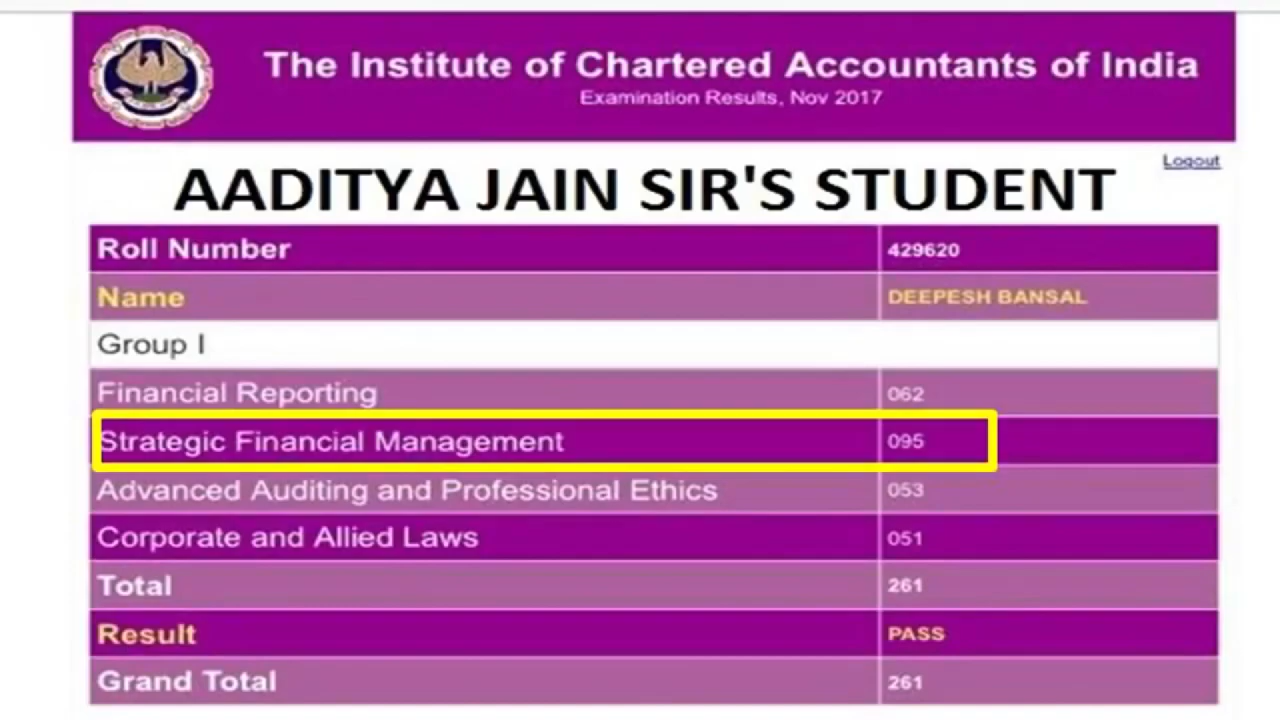 The Institute of Chartered Accountants of India
Examination Results, Nov 2017
Logout
AADITYA JAIN SIR'S STUDENT
Roll Number 429620
Name DEEPESH BANSAL
Group I
Financial Reporting 062
Strategic Financial Management 095
Advanced Auditing and Professional Ethics 053
Corporate and Allied Laws 051
Total 261
Result PASS
Grand Total 261